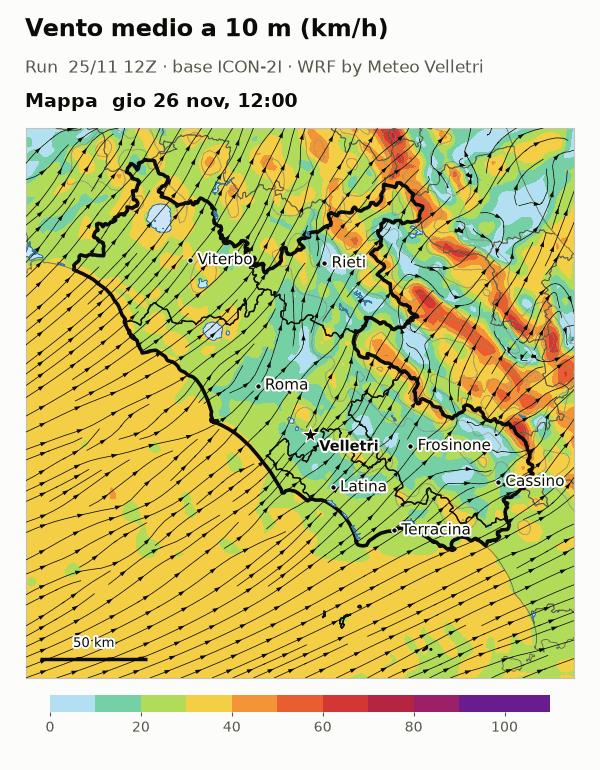 Vento medio a 10 m (km/h)
Run  25/11 12Z · base ICON-2I · WRF by Meteo Velletri
Mappa  gio 26 nov, 12:00
Viterbo
Rieti
Roma
Velletri
Frosinone
Latina
Cassino
Terracina
50 km
0 20 40 60 80 100